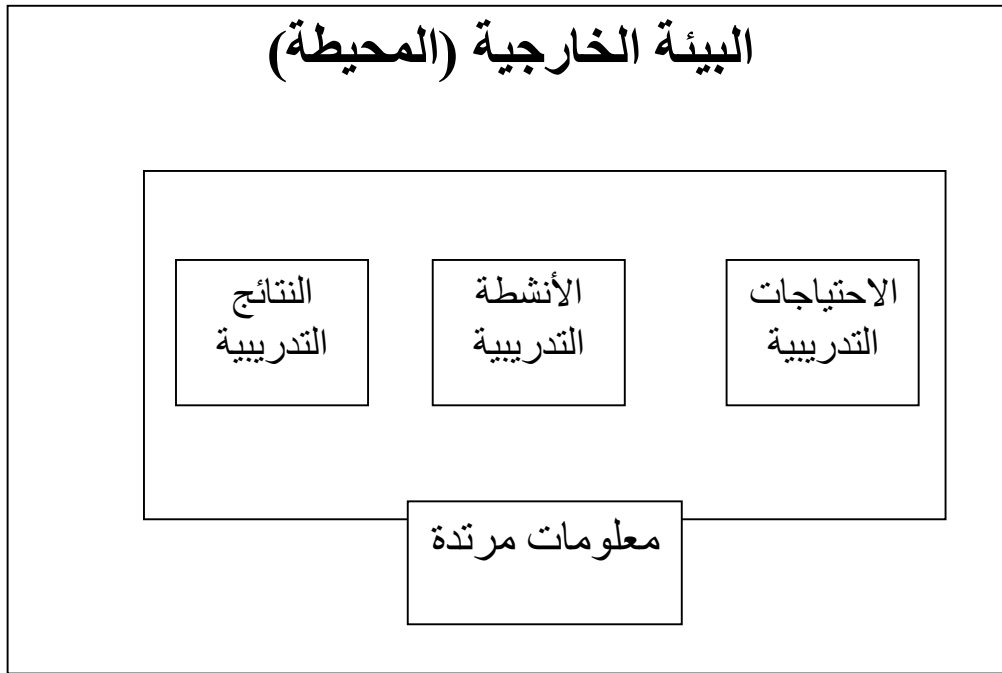 البيئة الخارجية (المحيطة)
الاحتياجات
التدريبية
الأنشطة
التدريبية
النتائج
التدريبية
معلومات مرتدة